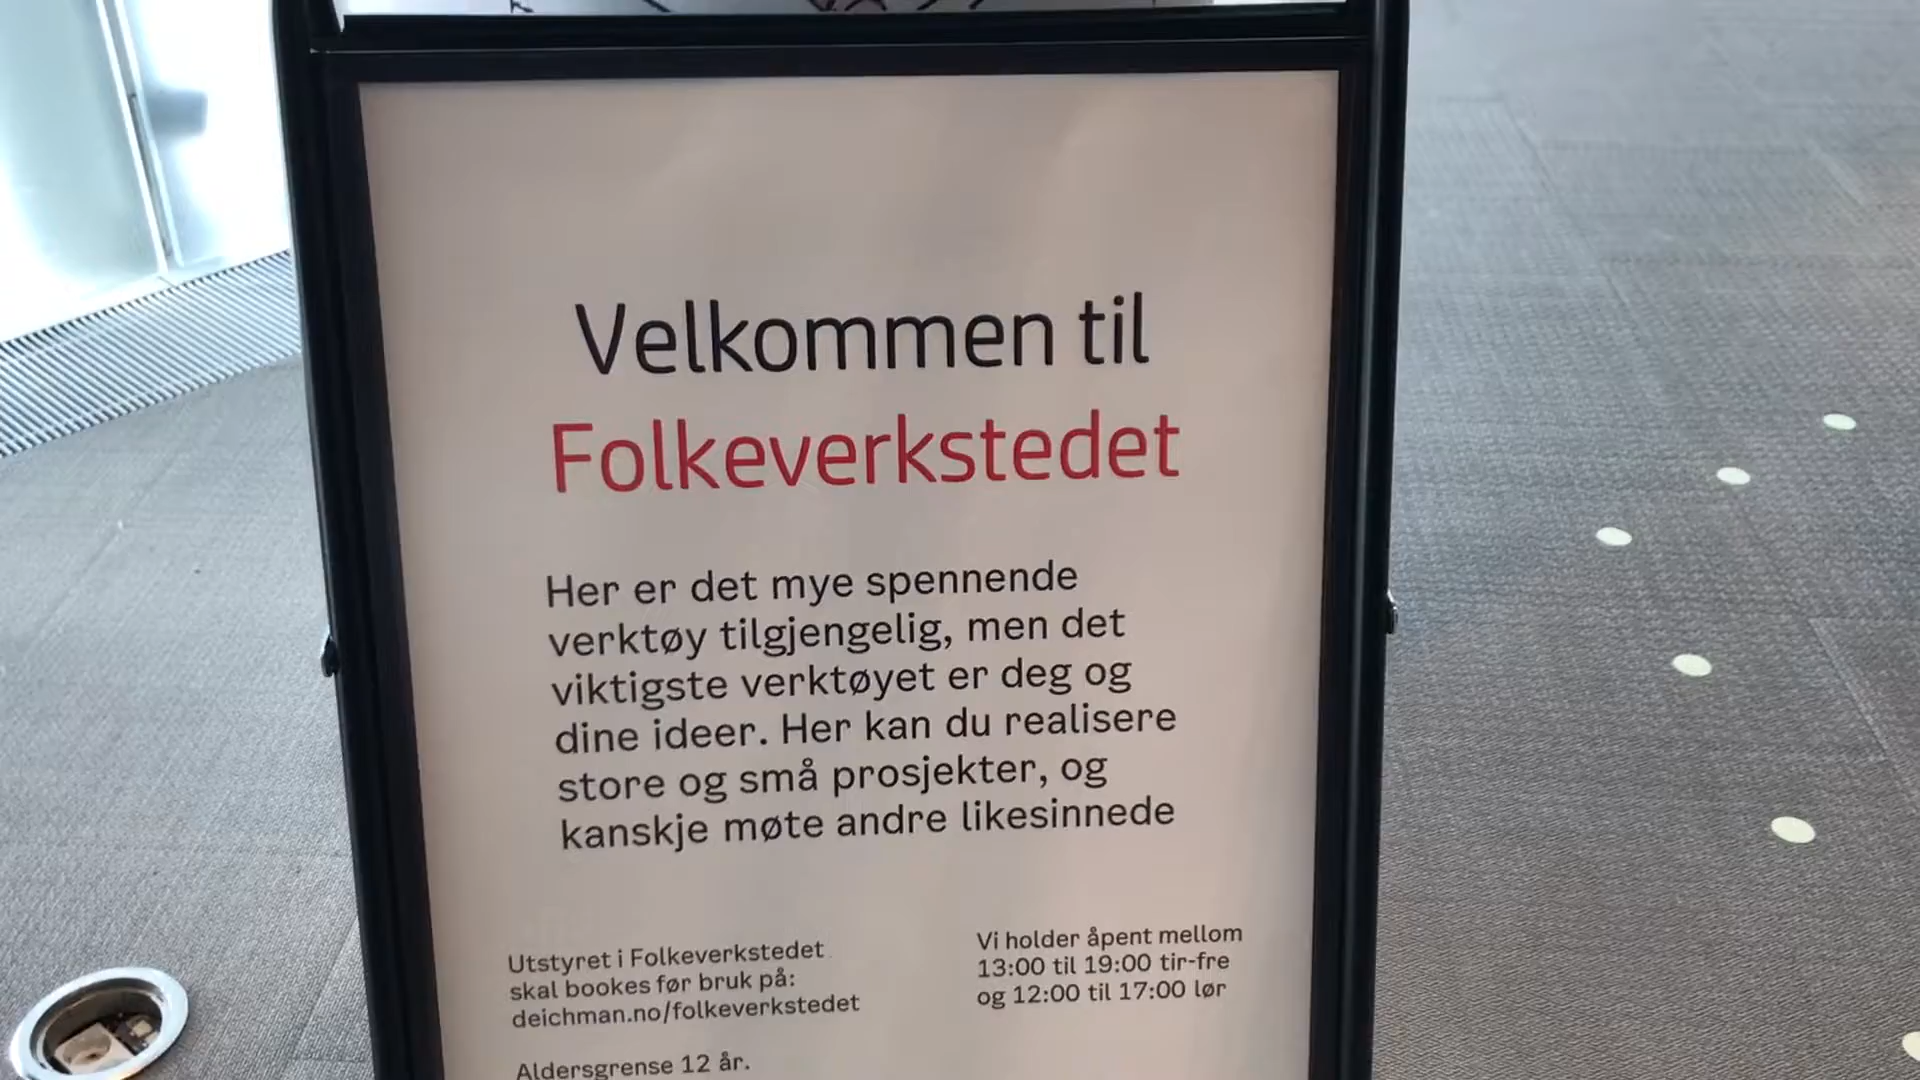 Velkommen til
Folkeverkstedet
Her er det mye spennende
verktøy tilgjengelig, men det
viktigste verktøyet er deg og
dine ideer. Her kan du realisere
store og små prosjekter, og
kanskje møte andre likesinnede
Utstyret i Folkeverkstedet
skal bookes før bruk på:
deichman.no/folkeverkstedet
Aldersgrense 12 år.
Vi holder åpent mellom
13:00 til 19:00 tir-fre
og 12:00 til 17:00 lør